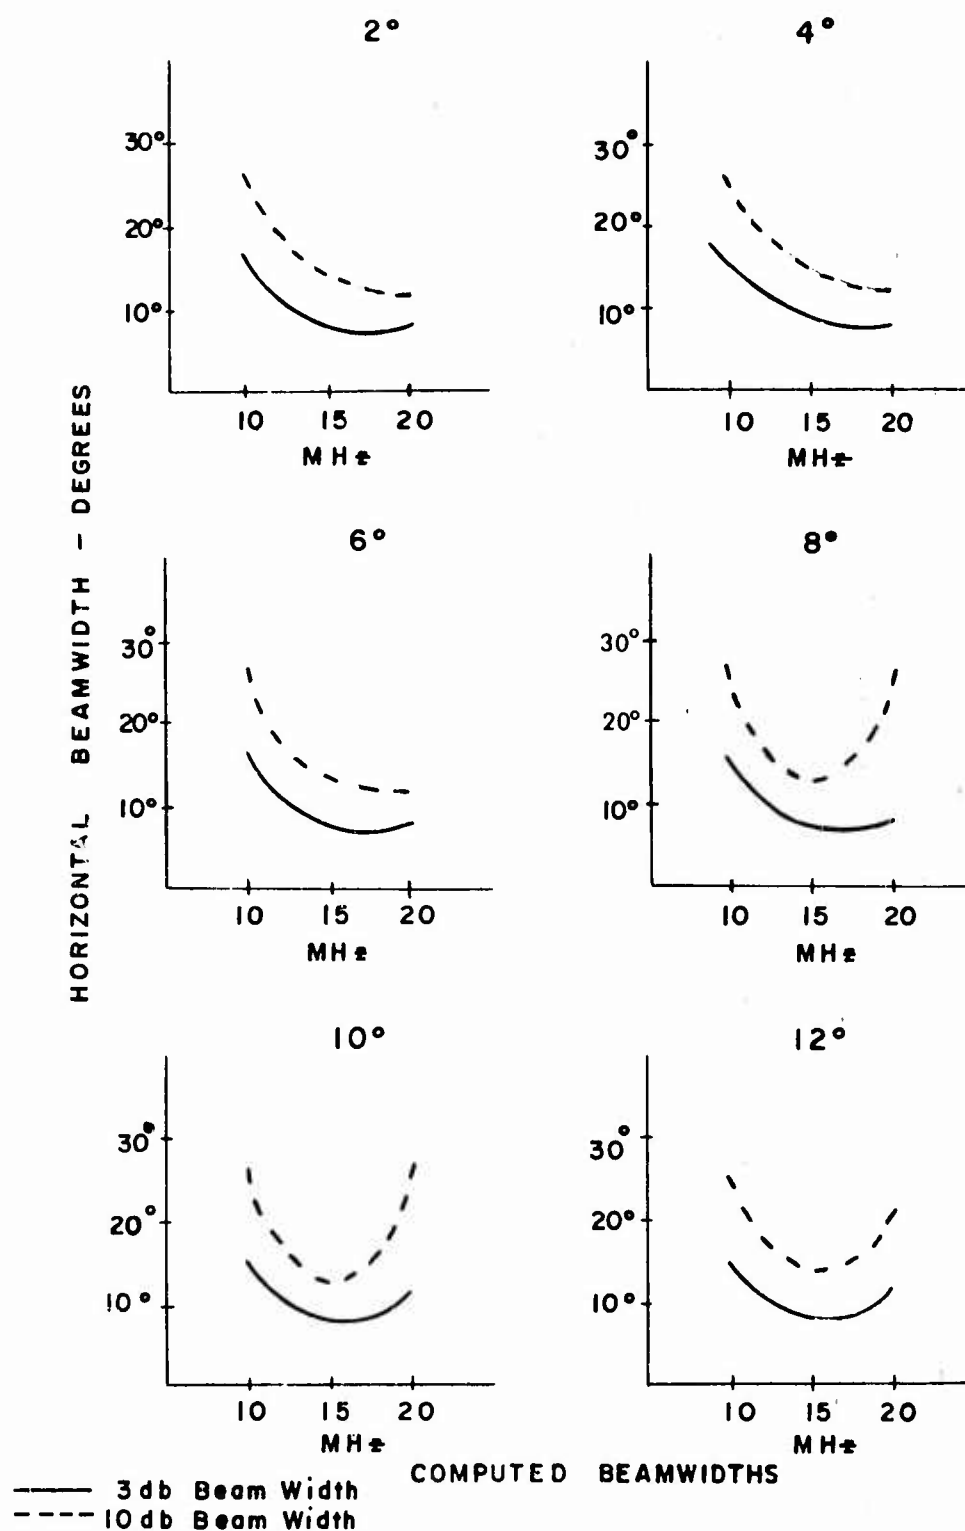 2° 4°
30° 30°
20° 20°
10° 10°
10 15 20 10 15 20
MHz MHz
HORIZONTAL BEAMWIDTH - DEGREES
6° 8°
30° 30°
20° 20°
10° 10°
10 15 20 10 15 20
MHz MHz
10° 12°
30° 30°
20° 20°
10° 10°
10 15 20 10 15 20
MHz MHz
COMPUTED BEAMWIDTHS
3 db Beam Width
10 db Beam Width